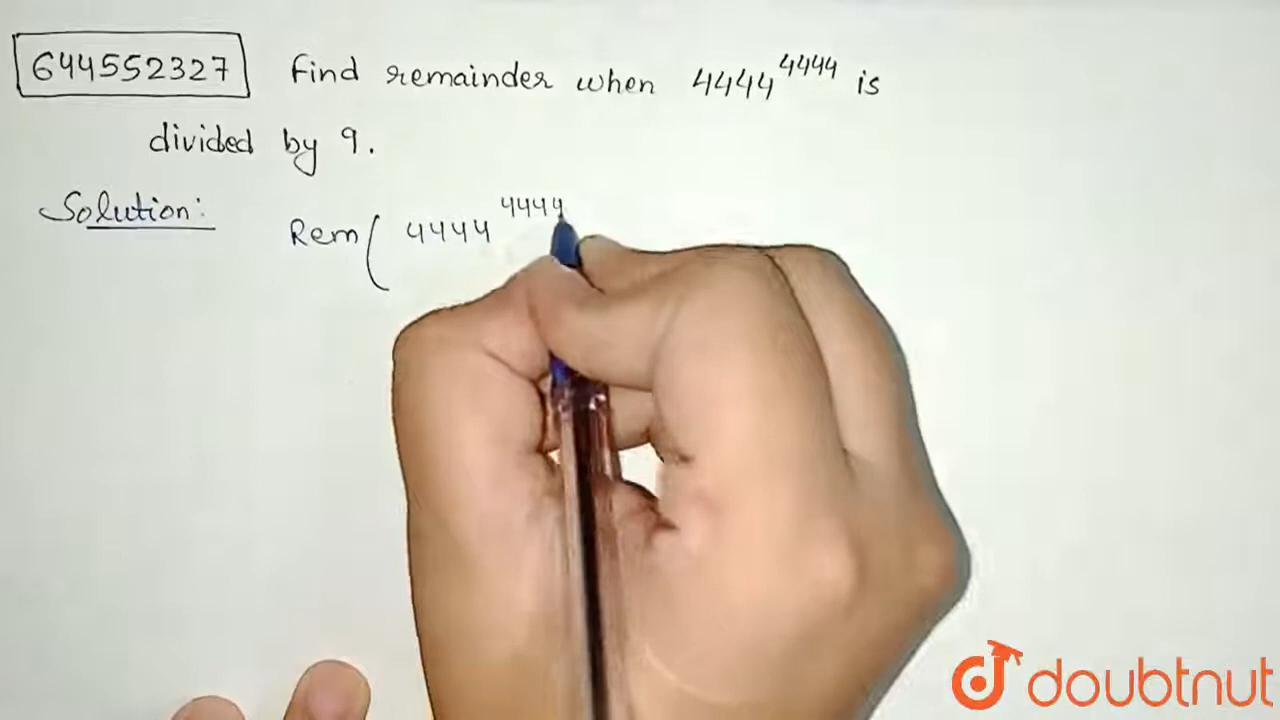 644552327 Find remainder when 4444^4444 is
divided by 9.
Solution:
Rem( 4444^4444
doubtnut